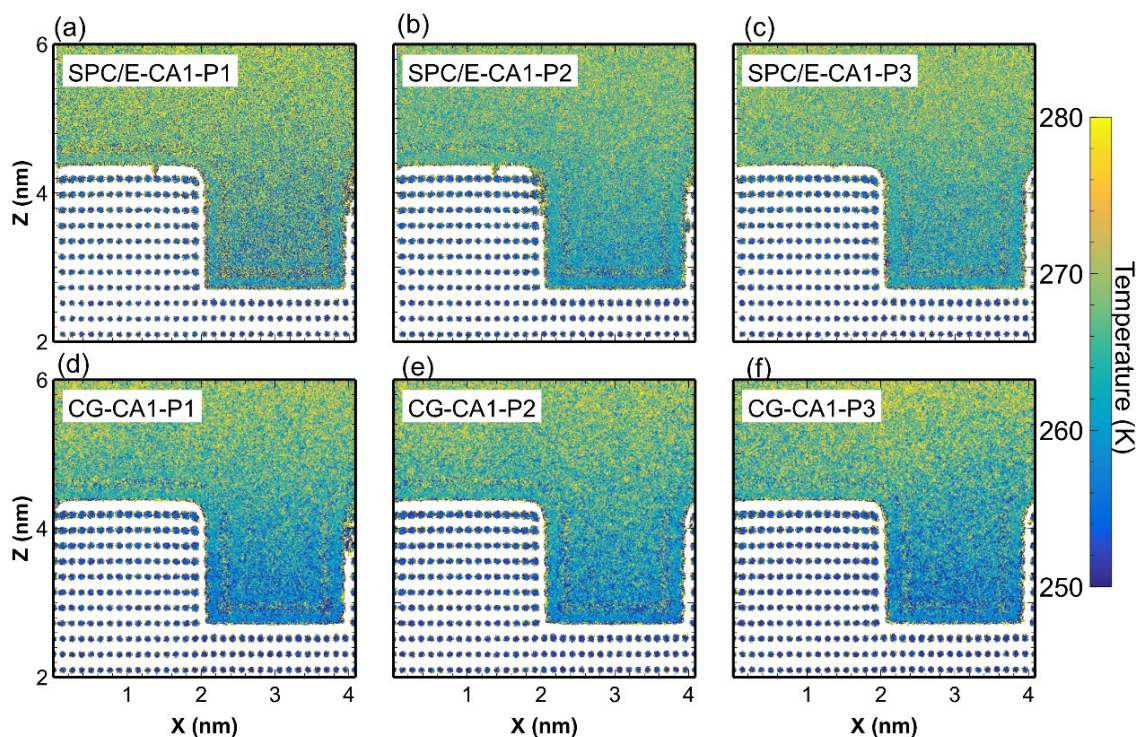 (a)
(b)
(c)
6
SPC/E-CA1-P1
SPC/E-CA1-P2
SPC/E-CA1-P3
280
Z (nm)
4
270
2
(d)
(e)
(f)
6
CG-CA1-P1
CG-CA1-P2
CG-CA1-P3
Temperature (K)
260
Z (nm)
4
250
2
1 2 3 4
1 2 3 4
1 2 3 4
X (nm)
X (nm)
X (nm)